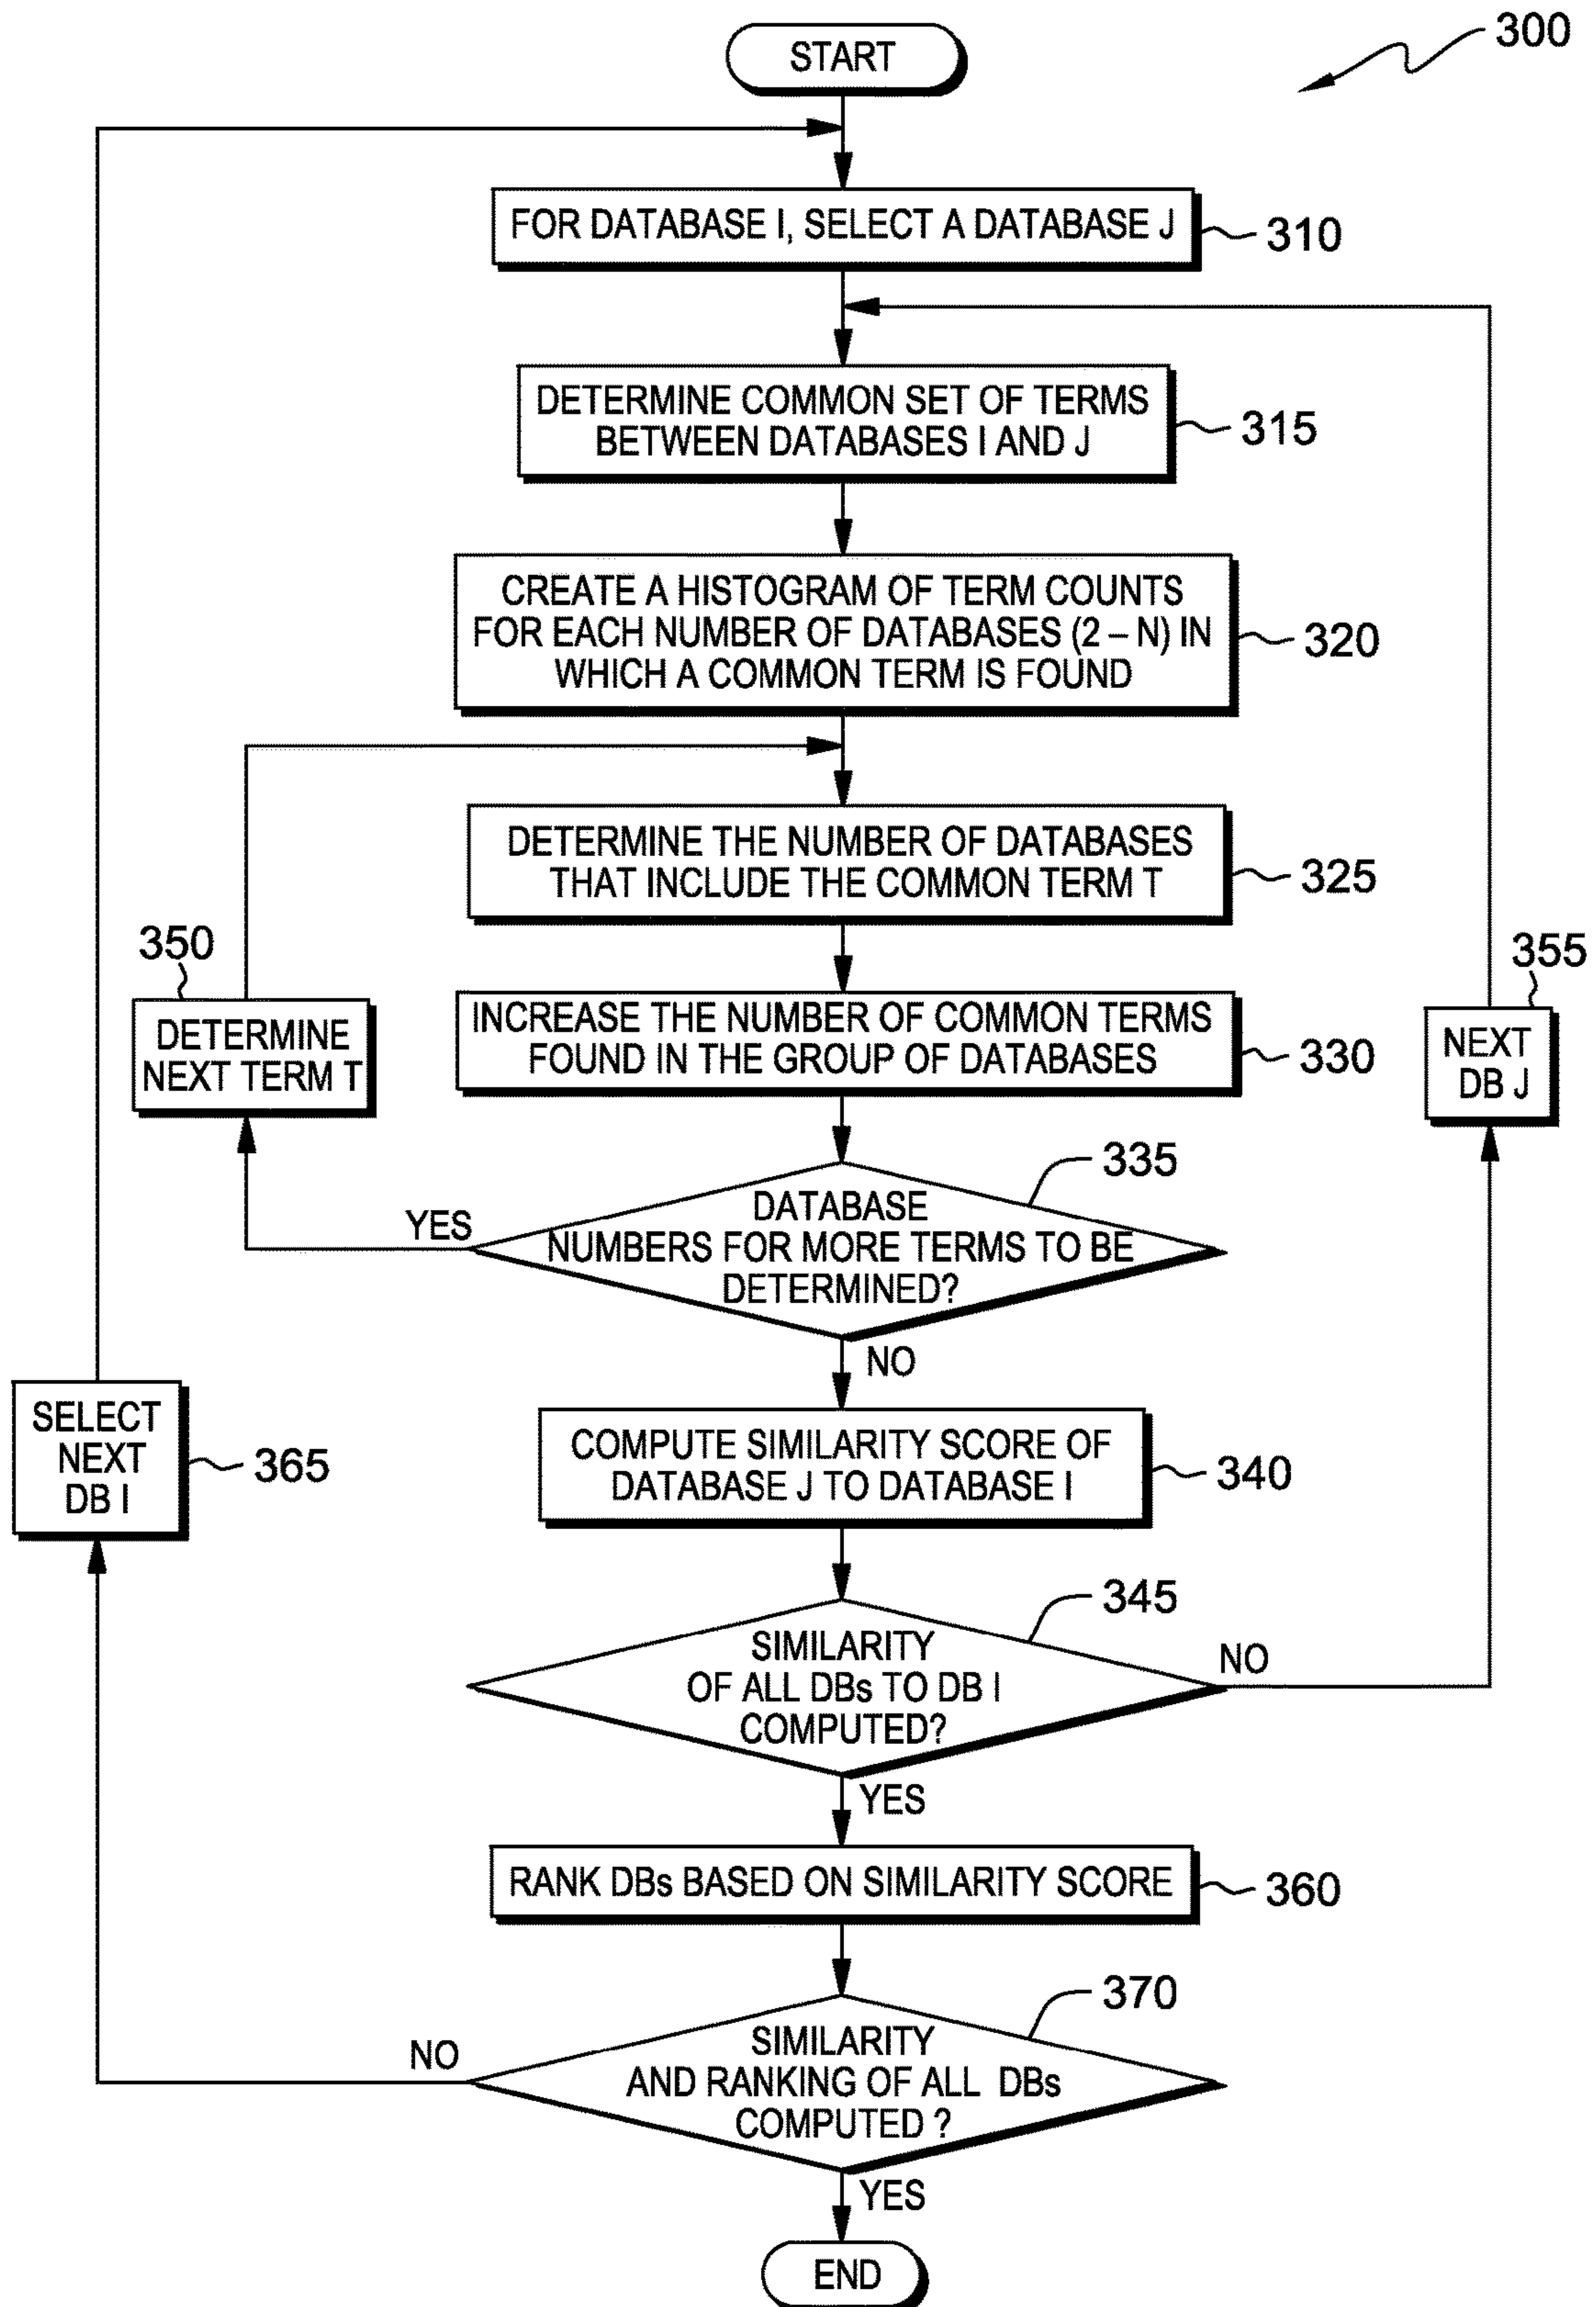 START
300
FOR DATABASE I, SELECT A DATABASE J
310
DETERMINE COMMON SET OF TERMS
BETWEEN DATABASES I AND J
315
CREATE A HISTOGRAM OF TERM COUNTS
FOR EACH NUMBER OF DATABASES (2 – N) IN
WHICH A COMMON TERM IS FOUND
320
DETERMINE THE NUMBER OF DATABASES
THAT INCLUDE THE COMMON TERM T
325
350
DETERMINE
NEXT TERM T
INCREASE THE NUMBER OF COMMON TERMS
FOUND IN THE GROUP OF DATABASES
330
355
NEXT
DB J
335
DATABASE
NUMBERS FOR MORE TERMS TO BE
DETERMINED?
YES
NO
SELECT
NEXT
DB I
365
COMPUTE SIMILARITY SCORE OF
DATABASE J TO DATABASE I
340
345
SIMILARITY
OF ALL DBs TO DB I
COMPUTED?
NO
YES
RANK DBs BASED ON SIMILARITY SCORE
360
370
SIMILARITY
AND RANKING OF ALL DBs
COMPUTED ?
NO
YES
END